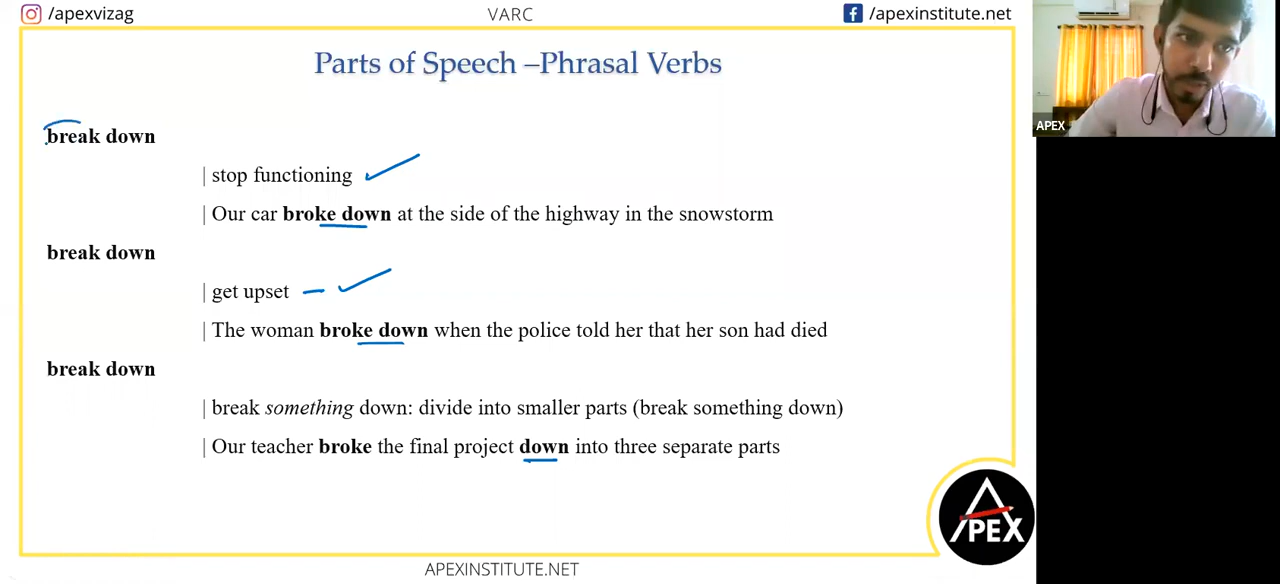 /apexvizag
VARC
/apexinstitute.net
Parts of Speech –Phrasal Verbs
break down
| stop functioning
| Our car broke down at the side of the highway in the snowstorm
break down
| get upset
| The woman broke down when the police told her that her son had died
break down
| break something down: divide into smaller parts (break something down)
| Our teacher broke the final project down into three separate parts
APEX
APEX
APEXINSTITUTE.NET